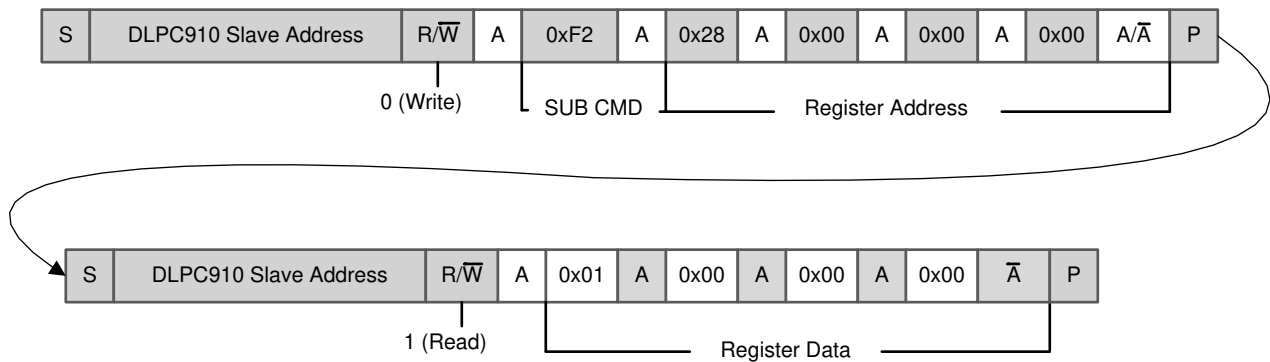 S DLPC910 Slave Address R/W̅ A 0xF2 A 0x28 A 0x00 A 0x00 A 0x00 A/A̅ P
0 (Write)
SUB CMD
Register Address
S DLPC910 Slave Address R/W̅ A 0x01 A 0x00 A 0x00 A 0x00 A̅ P
1 (Read)
Register Data